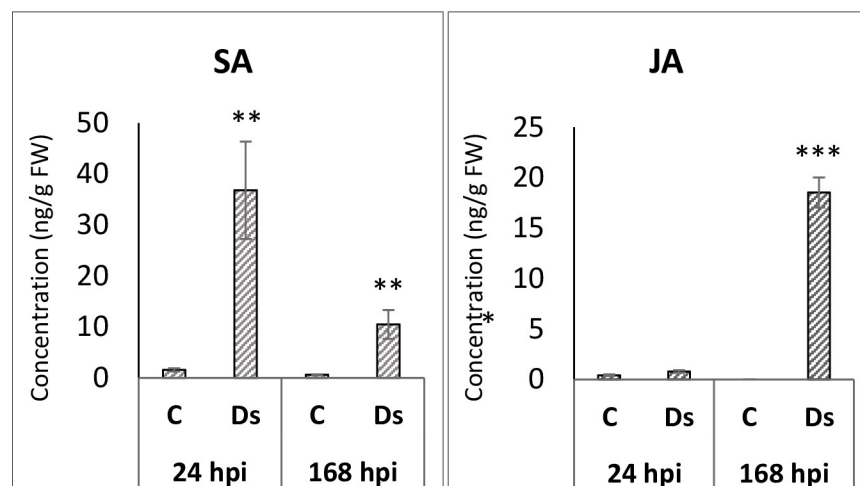 SA
Concentration (ng/g FW)
50
40
30
20
10
0
**
**
C Ds C Ds
24 hpi 168 hpi
JA
Concentration (ng/g FW)
*
25
20
15
10
5
0
***
C Ds C Ds
24 hpi 168 hpi